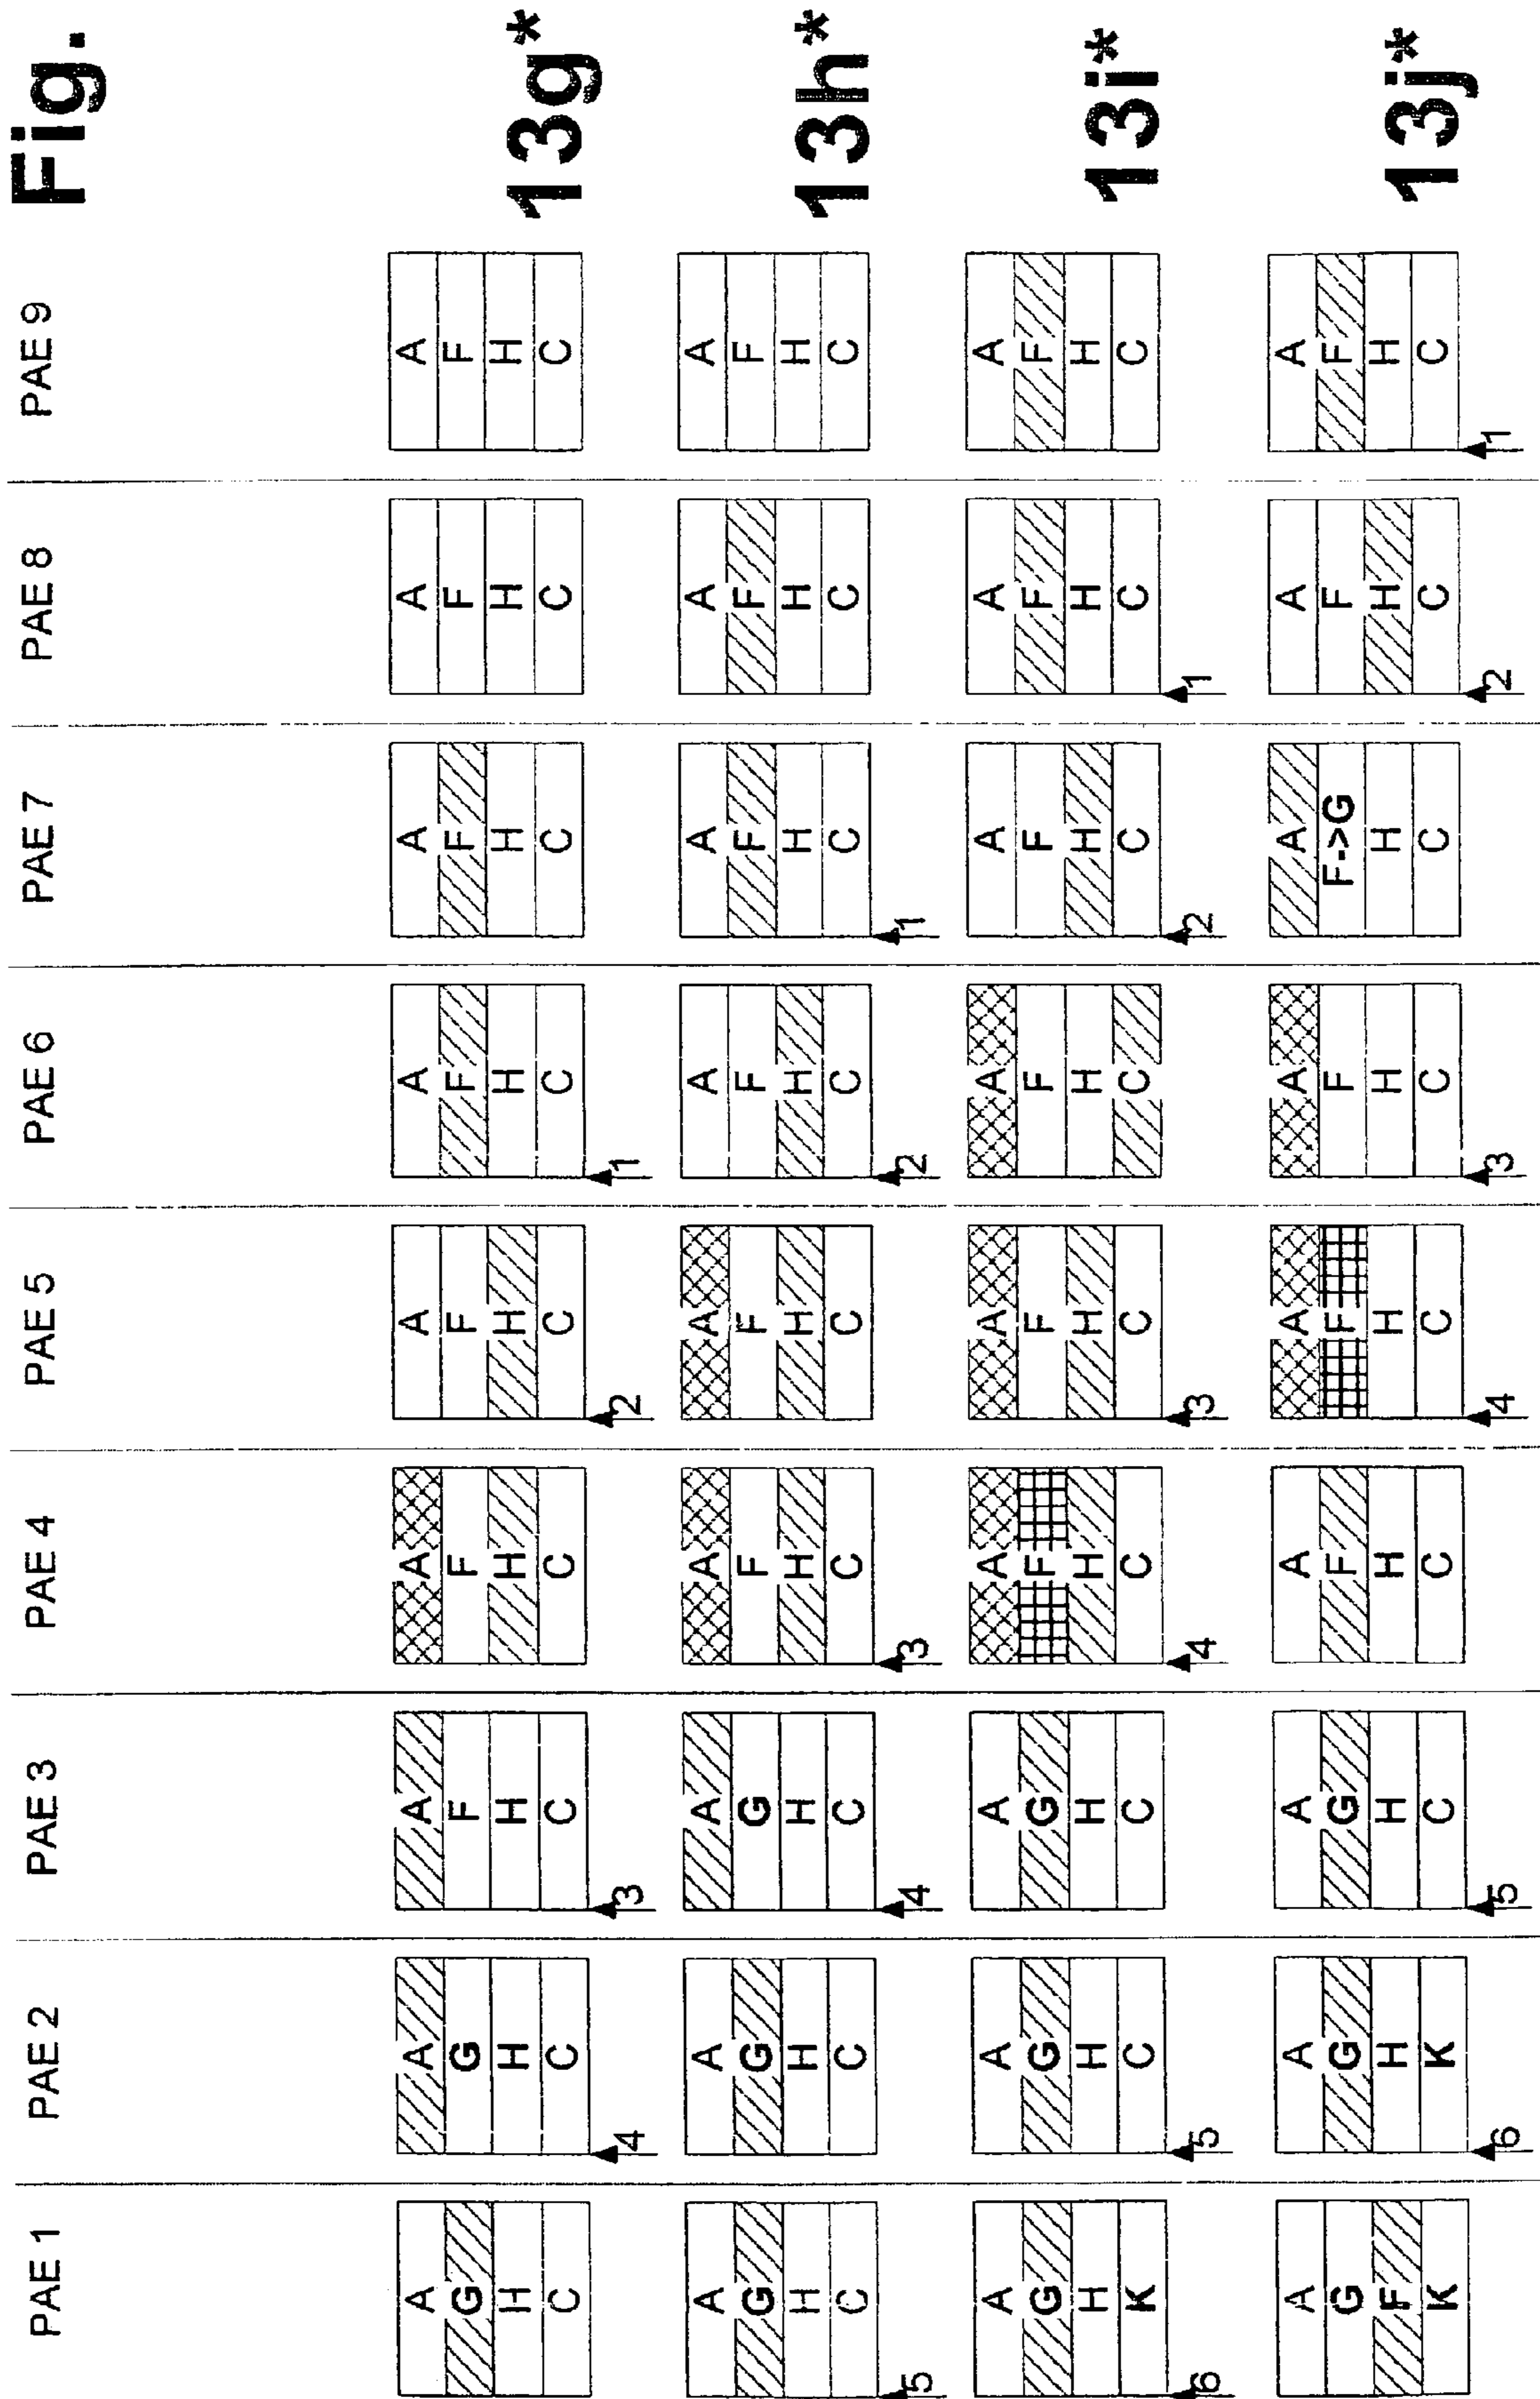 PAE 1 PAE 2 PAE 3 PAE 4 PAE 5 PAE 6 PAE 7 PAE 8 PAE 9 Fig.
A A A A A A A A A
G G F F F F F F F
H H H H H H H H H
C C C C C C C C C
13g*
4 3 2 1
A A A A A A A A A
G G G F F F F F F
H H H H H H H H H
C C C C C C C C C
13h*
5 4 3 2 1
A A A A A A A A A
G G G F F F F F F
H H H H H H H H H
K C C C C C C C C
13i*
6 5 4 3 2 1
A A A A A A A A A
G G G F F F F->G F F
F H H H H H H H H
K K C C C C C C C
13j*
6 5 4 3 2 1